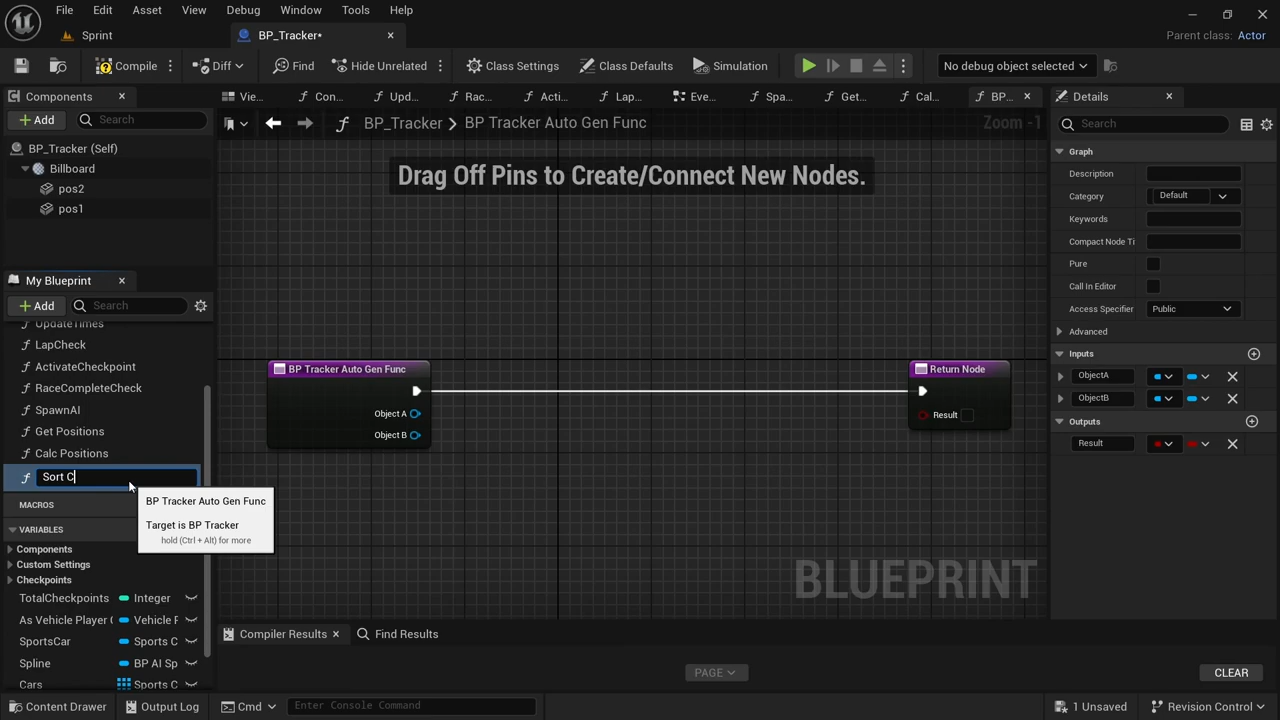 File Edit Asset View Debug Window Tools Help
Sprint BP_Tracker* Parent class: Actor
Compile Diff Find Hide Unrelated Class Settings Class Defaults Simulation No debug object selected
Components Vie... Con... Upd... Rac... Acti... Lap... Eve... Spa... Get... Cal... BP... Details
Add Search BP_Tracker BP Tracker Auto Gen Func Zoom -1 Search
BP_Tracker (Self)
Billboard
pos2
pos1
Drag Off Pins to Create/Connect New Nodes.
Graph
Description
Category Default
Keywords
Compact Node Ti
Pure
Call In Editor
Access Specifier Public
Advanced
Inputs
ObjectA
ObjectB
Outputs
Result
My Blueprint
Add Search
UpdateTimes
LapCheck
ActivateCheckpoint
RaceCompleteCheck
SpawnAI
Get Positions
Calc Positions
Sort C
MACROS
VARIABLES
Components
Custom Settings
Checkpoints
TotalCheckpoints Integer
As Vehicle Player ( Vehicle F
SportsCar Sports C
Spline BP AI Sp
Cars Sports C
BP Tracker Auto Gen Func
Target is BP Tracker
hold (Ctrl + Alt) for more
BP Tracker Auto Gen Func
Object A
Object B
Return Node
Result
BLUEPRINT
Compiler Results Find Results
PAGE CLEAR
Content Drawer Output Log Cmd Enter Console Command 1 Unsaved Revision Control